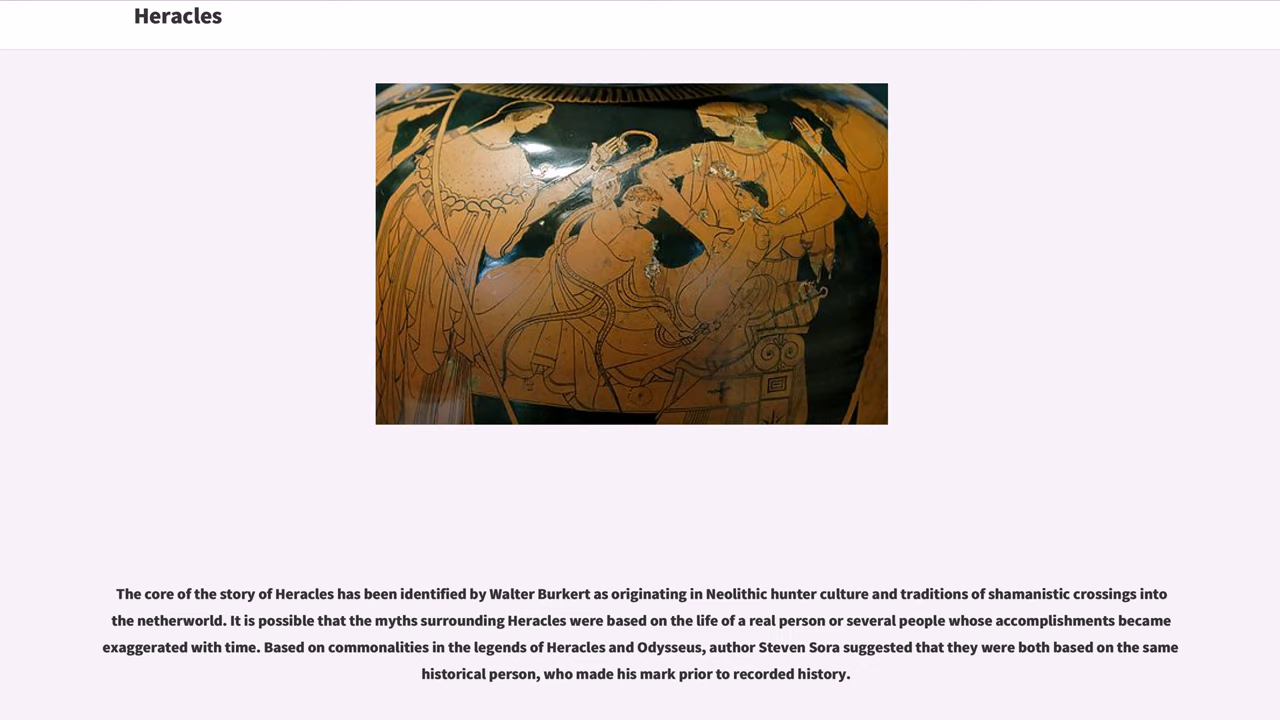 Heracles
The core of the story of Heracles has been identified by Walter Burkert as originating in Neolithic hunter culture and traditions of shamanistic crossings into
the netherworld. It is possible that the myths surrounding Heracles were based on the life of a real person or several people whose accomplishments became
exaggerated with time. Based on commonalities in the legends of Heracles and Odysseus, author Steven Sora suggested that they were both based on the same
historical person, who made his mark prior to recorded history.